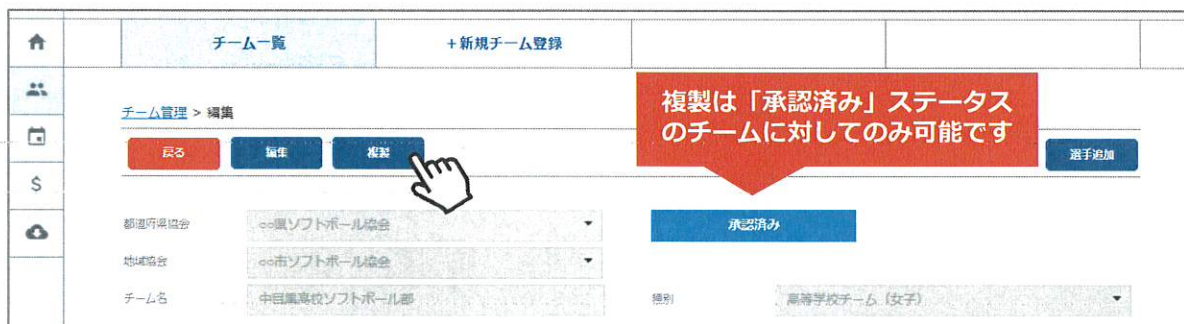 チーム一覧
+新規チーム登録
チーム管理 > 編集
複製は「承認済み」ステータス
のチームに対してのみ可能です
戻る
編集
複製
選手追加
都道府県協会
○○県ソフトボール協会
承認済み
地域協会
○○市ソフトボール協会
チーム名
中目黒高校ソフトボール部
種別
高等学校チーム（女子）
$